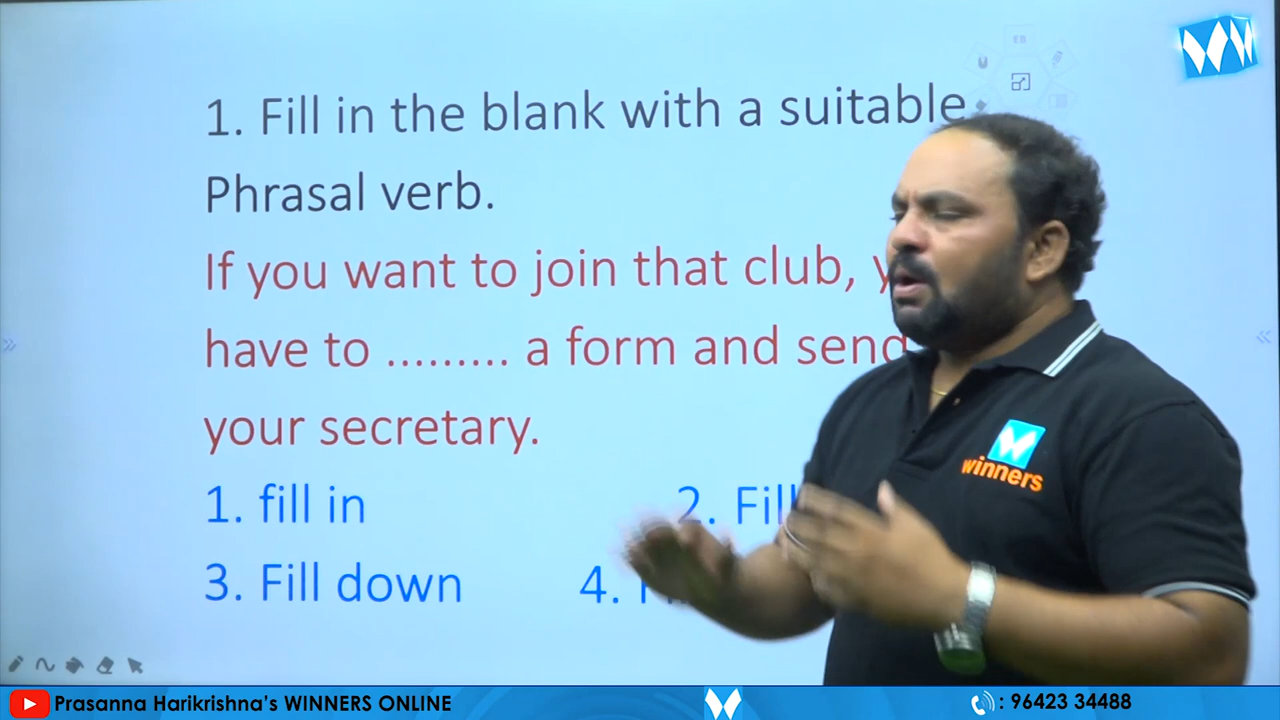 1. Fill in the blank with a suitable
Phrasal verb.
If you want to join that club,
have to ......... a form and send
your secretary.
1. fill in
2. Fill
3. Fill down
4.
winners
Prasanna Harikrishna's WINNERS ONLINE
: 96423 34488